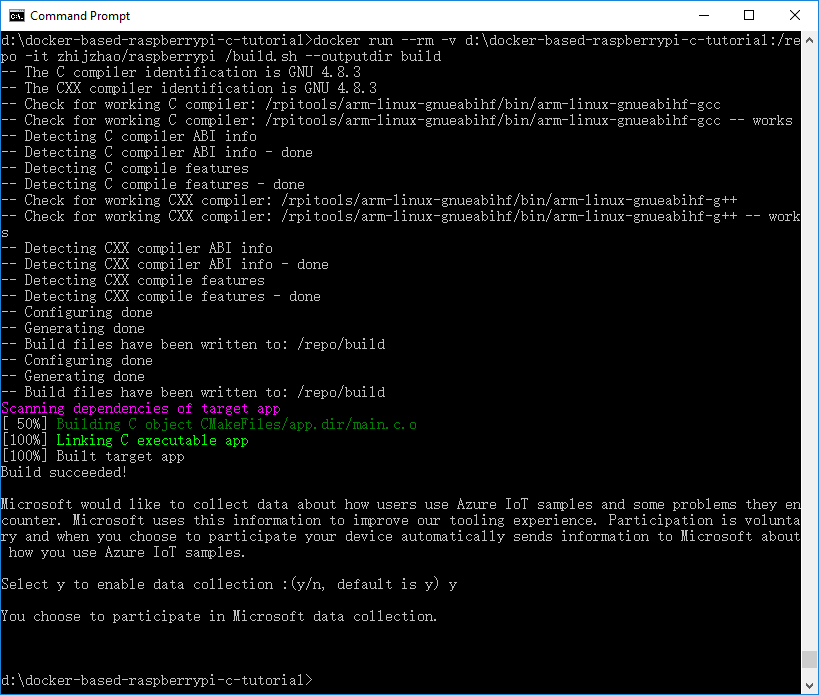 Command Prompt
d:\docker-based-raspberrypi-c-tutorial>docker run --rm -v d:\docker-based-raspberrypi-c-tutorial:/re
po -it zhijzhao/raspberrypi /build.sh --outputdir build
-- The C compiler identification is GNU 4.8.3
-- The CXX compiler identification is GNU 4.8.3
-- Check for working C compiler: /rpitools/arm-linux-gnueabihf/bin/arm-linux-gnueabihf-gcc
-- Check for working C compiler: /rpitools/arm-linux-gnueabihf/bin/arm-linux-gnueabihf-gcc -- works
-- Detecting C compiler ABI info
-- Detecting C compiler ABI info - done
-- Detecting C compile features
-- Detecting C compile features - done
-- Check for working CXX compiler: /rpitools/arm-linux-gnueabihf/bin/arm-linux-gnueabihf-g++
-- Check for working CXX compiler: /rpitools/arm-linux-gnueabihf/bin/arm-linux-gnueabihf-g++ -- work
s
-- Detecting CXX compiler ABI info
-- Detecting CXX compiler ABI info - done
-- Detecting CXX compile features
-- Detecting CXX compile features - done
-- Configuring done
-- Generating done
-- Build files have been written to: /repo/build
-- Configuring done
-- Generating done
-- Build files have been written to: /repo/build
Scanning dependencies of target app
[ 50%] Building C object CMakeFiles/app.dir/main.c.o
[100%] Linking C executable app
[100%] Built target app
Build succeeded!
Microsoft would like to collect data about how users use Azure IoT samples and some problems they en
counter. Microsoft uses this information to improve our tooling experience. Participation is volunta
ry and when you choose to participate your device automatically sends information to Microsoft about
 how you use Azure IoT samples.
Select y to enable data collection :(y/n, default is y) y
You choose to participate in Microsoft data collection.
d:\docker-based-raspberrypi-c-tutorial>